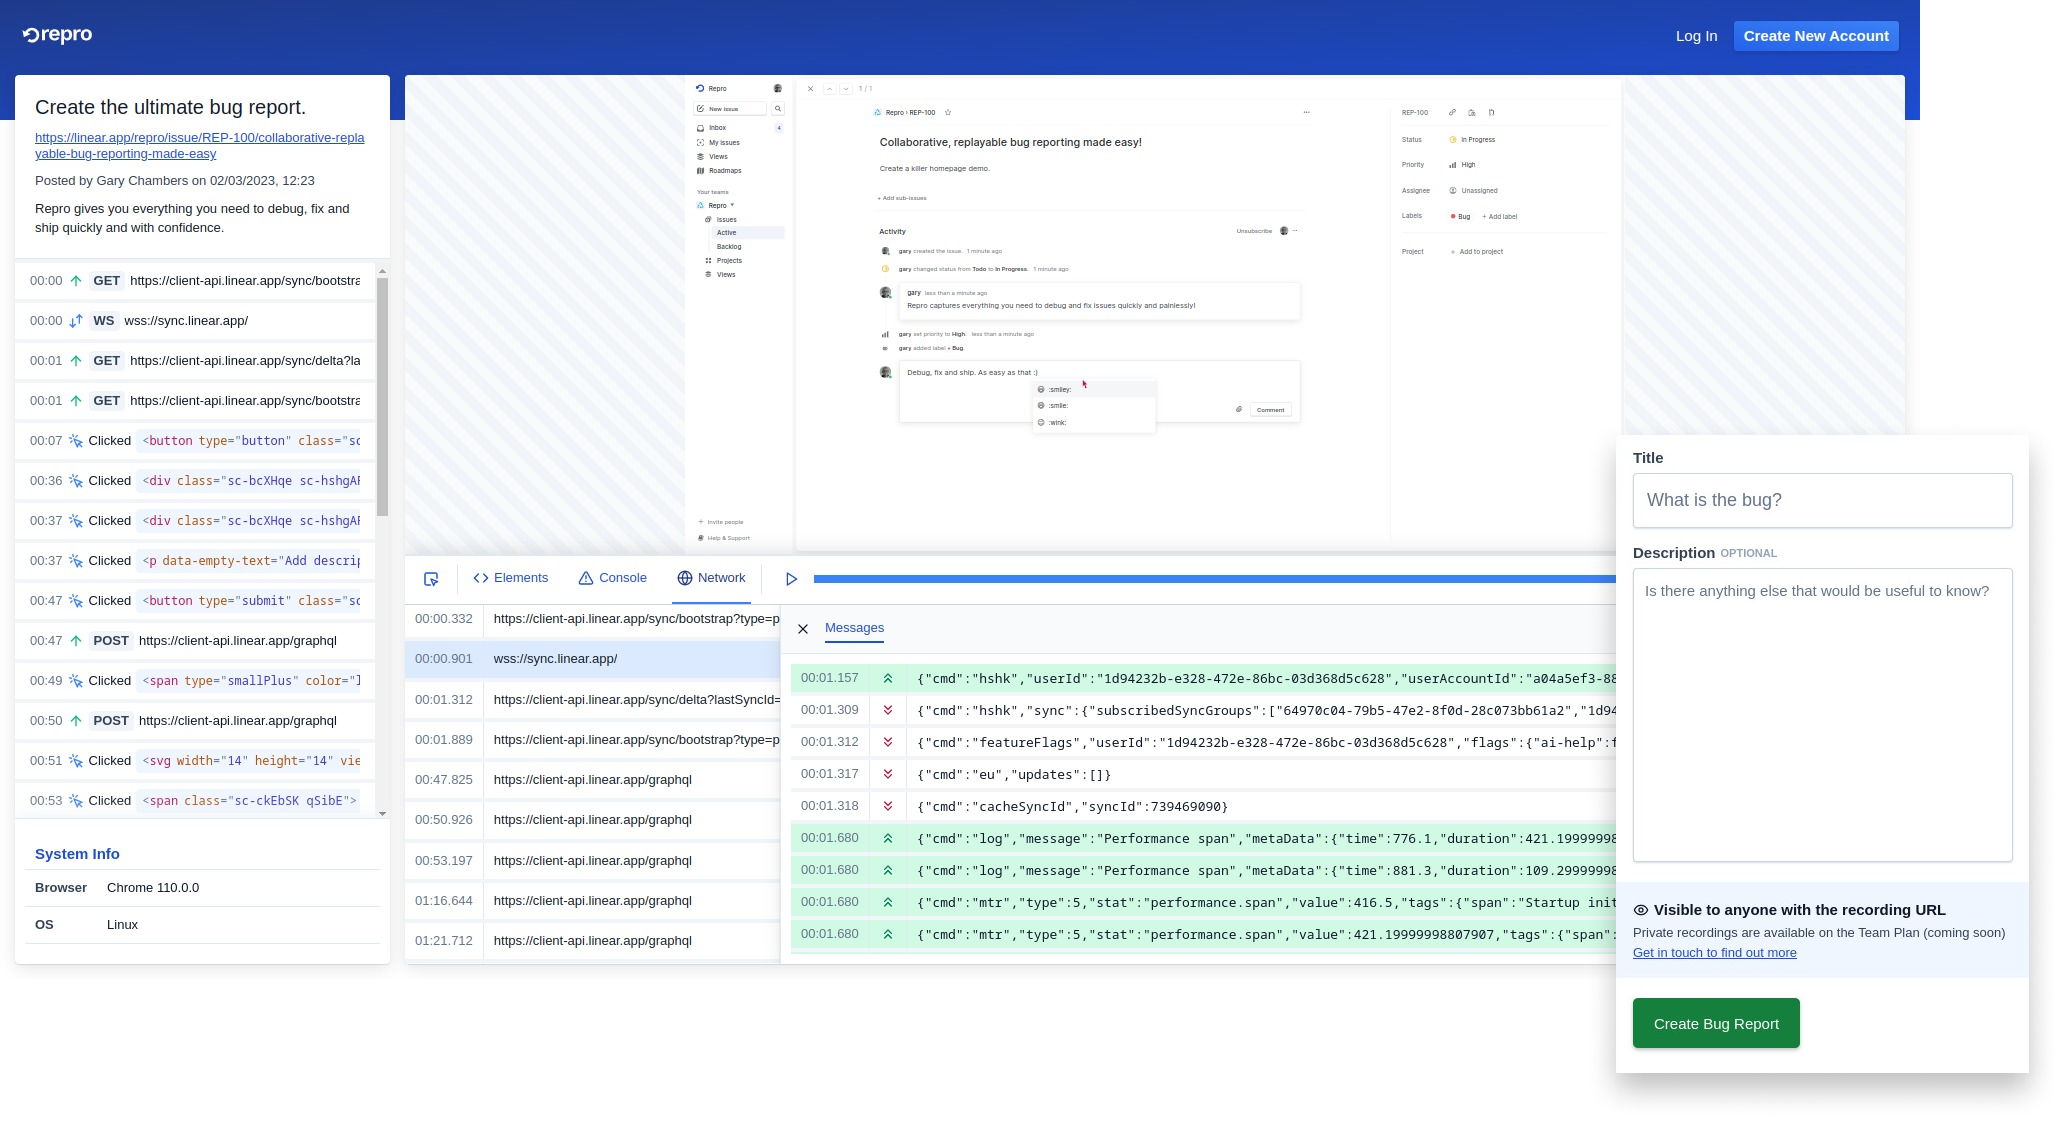 repro
Log In
Create New Account
Create the ultimate bug report.
https://linear.app/repro/issue/REP-100/collaborative-repla
yable-bug-reporting-made-easy
Posted by Gary Chambers on 02/03/2023, 12:23
Repro gives you everything you need to debug, fix and
ship quickly and with confidence.
00:00 GET https://client-api.linear.app/sync/bootstra
00:00 WS wss://sync.linear.app/
00:01 GET https://client-api.linear.app/sync/delta?la
00:01 GET https://client-api.linear.app/sync/bootstra
00:07 Clicked <button type="button" class="sc
00:36 Clicked <div class="sc-bcXHqe sc-hshgAF
00:37 Clicked <div class="sc-bcXHqe sc-hshgAF
00:37 Clicked <p data-empty-text="Add descrip
00:47 Clicked <button type="submit" class="sc
00:47 POST https://client-api.linear.app/graphql
00:49 Clicked <span type="smallPlus" color="l
00:50 POST https://client-api.linear.app/graphql
00:51 Clicked <svg width="14" height="14" vie
00:53 Clicked <span class="sc-ckEbSK qSibE">
System Info
Browser Chrome 110.0.0
OS Linux
Repro
New issue
Inbox 4
My issues
Views
Roadmaps
Your teams
Repro
Issues
Active
Backlog
Projects
Views
Invite people
Help & Support
1 / 1
Repro › REP-100
Collaborative, replayable bug reporting made easy!
Create a killer homepage demo.
+ Add sub-issues
Activity
Unsubscribe
gary created the issue. 1 minute ago
gary changed status from Todo to In Progress. 1 minute ago
gary less than a minute ago
Repro captures everything you need to debug and fix issues quickly and painlessly!
gary set priority to High. less than a minute ago
gary added label • Bug.
Debug, fix and ship. As easy as that :)
:smiley:
:smile:
:wink:
Comment
REP-100
Status In Progress
Priority High
Assignee Unassigned
Labels Bug + Add label
Project + Add to project
Elements
Console
Network
00:00.332 https://client-api.linear.app/sync/bootstrap?type=p
00:00.901 wss://sync.linear.app/
00:01.312 https://client-api.linear.app/sync/delta?lastSyncId=
00:01.889 https://client-api.linear.app/sync/bootstrap?type=p
00:47.825 https://client-api.linear.app/graphql
00:50.926 https://client-api.linear.app/graphql
00:53.197 https://client-api.linear.app/graphql
01:16.644 https://client-api.linear.app/graphql
01:21.712 https://client-api.linear.app/graphql
Messages
00:01.157 {"cmd":"hshk","userId":"1d94232b-e328-472e-86bc-03d368d5c628","userAccountId":"a04a5ef3-88
00:01.309 {"cmd":"hshk","sync":{"subscribedSyncGroups":["64970c04-79b5-47e2-8f0d-28c073bb61a2","1d94
00:01.312 {"cmd":"featureFlags","userId":"1d94232b-e328-472e-86bc-03d368d5c628","flags":{"ai-help":f
00:01.317 {"cmd":"eu","updates":[]}
00:01.318 {"cmd":"cacheSyncId","syncId":739469090}
00:01.680 {"cmd":"log","message":"Performance span","metaData":{"time":776.1,"duration":421.19999998
00:01.680 {"cmd":"log","message":"Performance span","metaData":{"time":881.3,"duration":109.29999998
00:01.680 {"cmd":"mtr","type":5,"stat":"performance.span","value":416.5,"tags":{"span":"Startup init
00:01.680 {"cmd":"mtr","type":5,"stat":"performance.span","value":421.19999998807907,"tags":{"span":
Title
What is the bug?
Description OPTIONAL
Is there anything else that would be useful to know?
Visible to anyone with the recording URL
Private recordings are available on the Team Plan (coming soon)
Get in touch to find out more
Create Bug Report